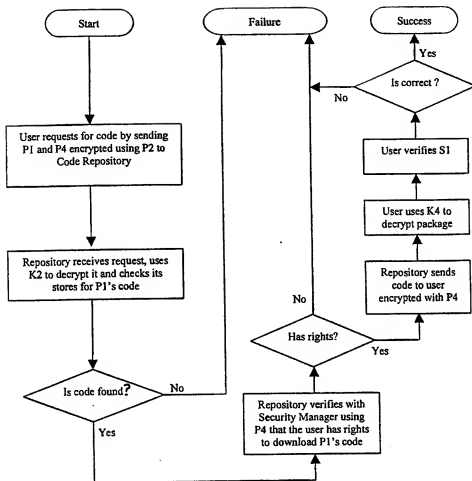 Start
Failure
Success
Yes
Is correct ?
No
User requests for code by sending
P1 and P4 encrypted using P2 to
Code Repository
User verifies S1
User uses K4 to
decrypt package
Repository receives request, uses
K2 to decrypt it and checks its
stores for P1's code
Repository sends
code to user
encrypted with P4
No
Has rights?
Yes
Is code found?
No
Yes
Repository verifies with
Security Manager using
P4 that the user has rights
to download P1's code